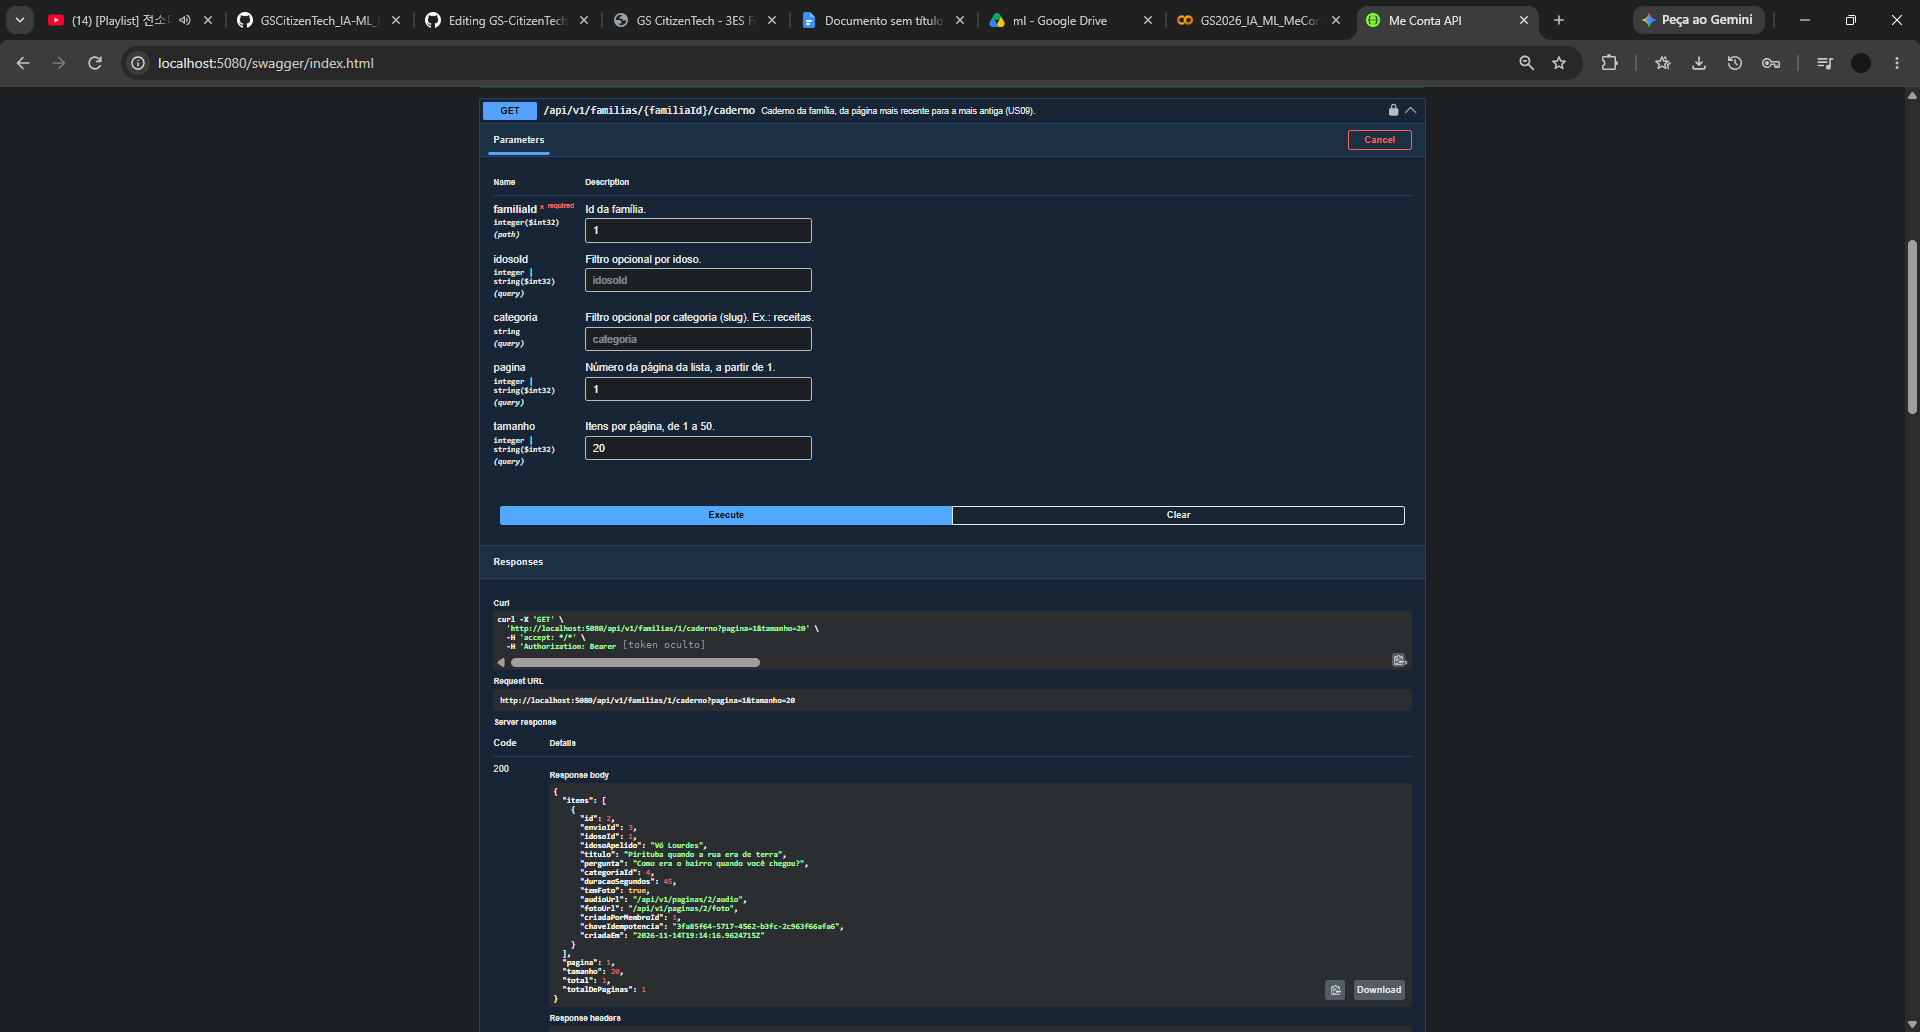 (14) [Playlist] 전소
GSCitizenTech_IA-ML_
Editing GS-CitizenTech
GS CitizenTech - 3ES F
Documento sem título
ml - Google Drive
GS2026_IA_ML_MeCon
Me Conta API
Peça ao Gemini
localhost:5080/swagger/index.html
GET /api/v1/familias/{familiaId}/caderno Caderno da família, da página mais recente para a mais antiga (US09).
Parameters
Cancel
Name Description
familiaId * required Id da família.
integer($int32)
(path)
1
idosoId Filtro opcional por idoso.
integer |
string($int32)
(query)
idosoId
categoria Filtro opcional por categoria (slug). Ex.: receitas.
string
(query)
categoria
pagina Número da página da lista, a partir de 1.
integer |
string($int32)
(query)
1
tamanho Itens por página, de 1 a 50.
integer |
string($int32)
(query)
20
Execute Clear
Responses
Curl
curl -X 'GET' \
'http://localhost:5080/api/v1/familias/1/caderno?pagina=1&tamanho=20' \
-H 'accept: */*' \
-H 'Authorization: Bearer [token oculto]
Request URL
http://localhost:5080/api/v1/familias/1/caderno?pagina=1&tamanho=20
Server response
Code Details
200
Response body
{
"itens": [
{
"id": 2,
"envioId": 3,
"idosoId": 1,
"idosoApelido": "Vó Lourdes",
"titulo": "Pirituba quando a rua era de terra",
"pergunta": "Como era o bairro quando você chegou?",
"categoriaId": 4,
"duracaoSegundos": 45,
"temFoto": true,
"audioUrl": "/api/v1/paginas/2/audio",
"fotoUrl": "/api/v1/paginas/2/foto",
"criadaPorMembroId": 1,
"chaveIdempotencia": "3fa85f64-5717-4562-b3fc-2c963f66afa6",
"criadaEm": "2026-11-14T19:14:16.9624715Z"
}
],
"pagina": 1,
"tamanho": 20,
"total": 1,
"totalDePaginas": 1
}
Download
Response headers